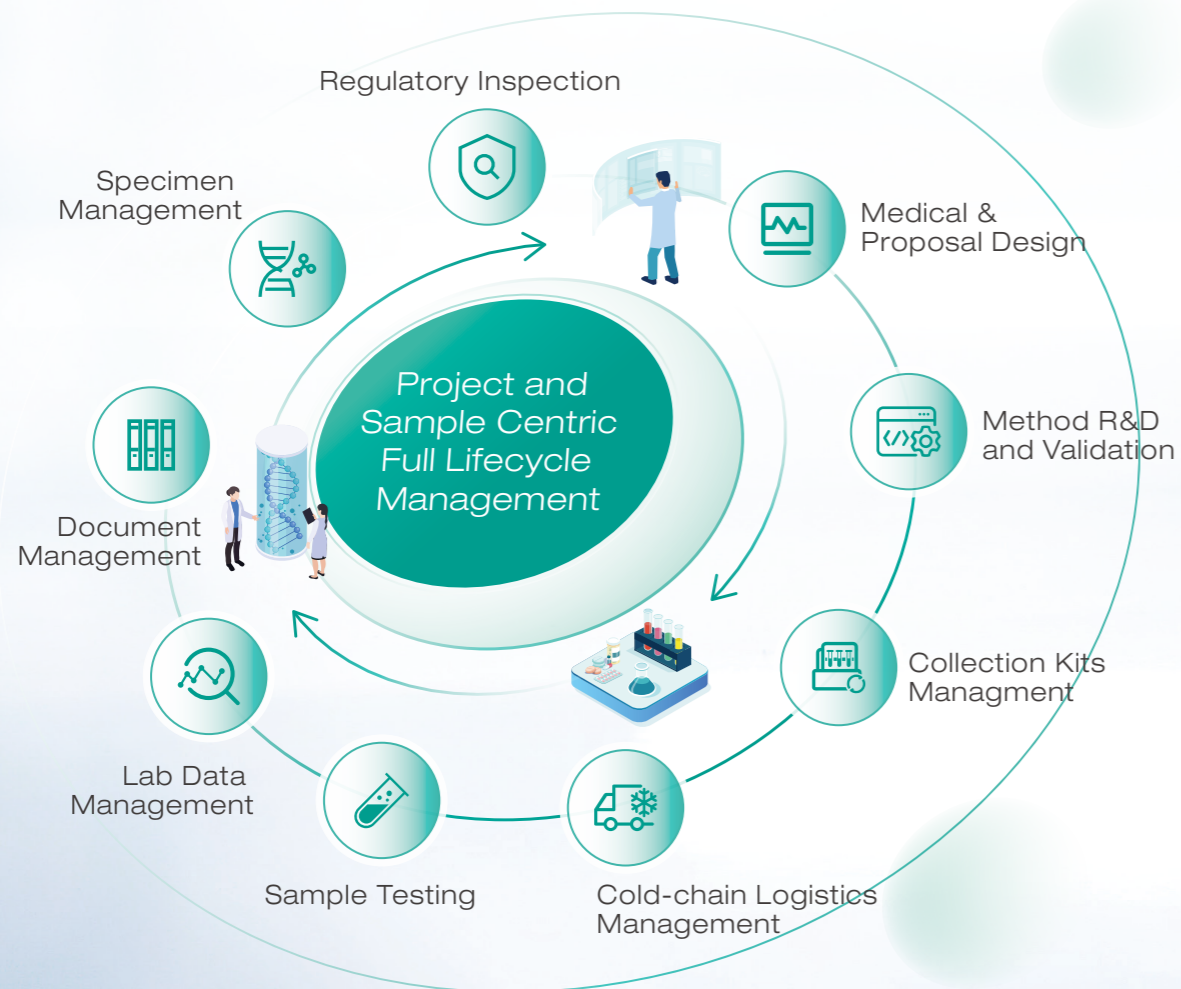 Regulatory Inspection
Specimen
Management
Medical &
Proposal Design
Project and
Sample Centric
Full Lifecycle
Management
Method R&D
and Validation
Document
Management
Collection Kits
Managment
Lab Data
Management
Sample Testing
Cold-chain Logistics
Management